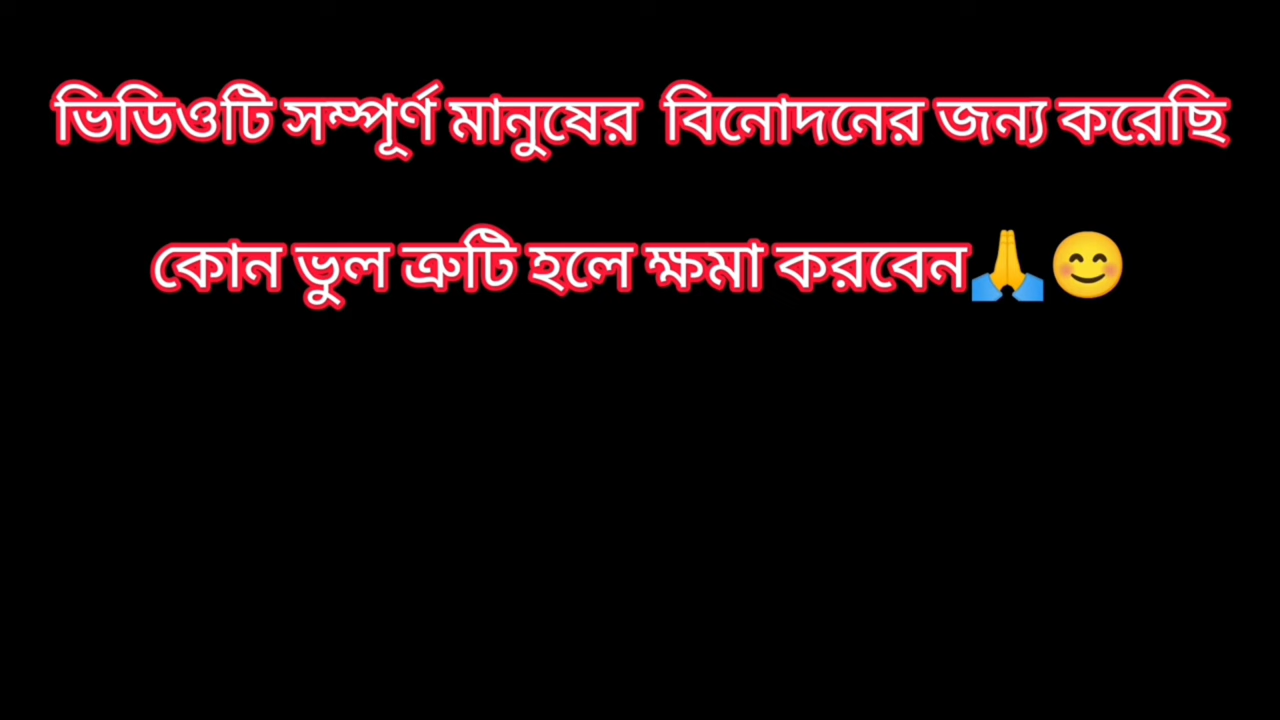 ভিডিওটি সম্পূর্ণ মানুষের বিনোদনের জন্য করেছি
কোন ভুল ত্রুটি হলে ক্ষমা করবেন🙏😊